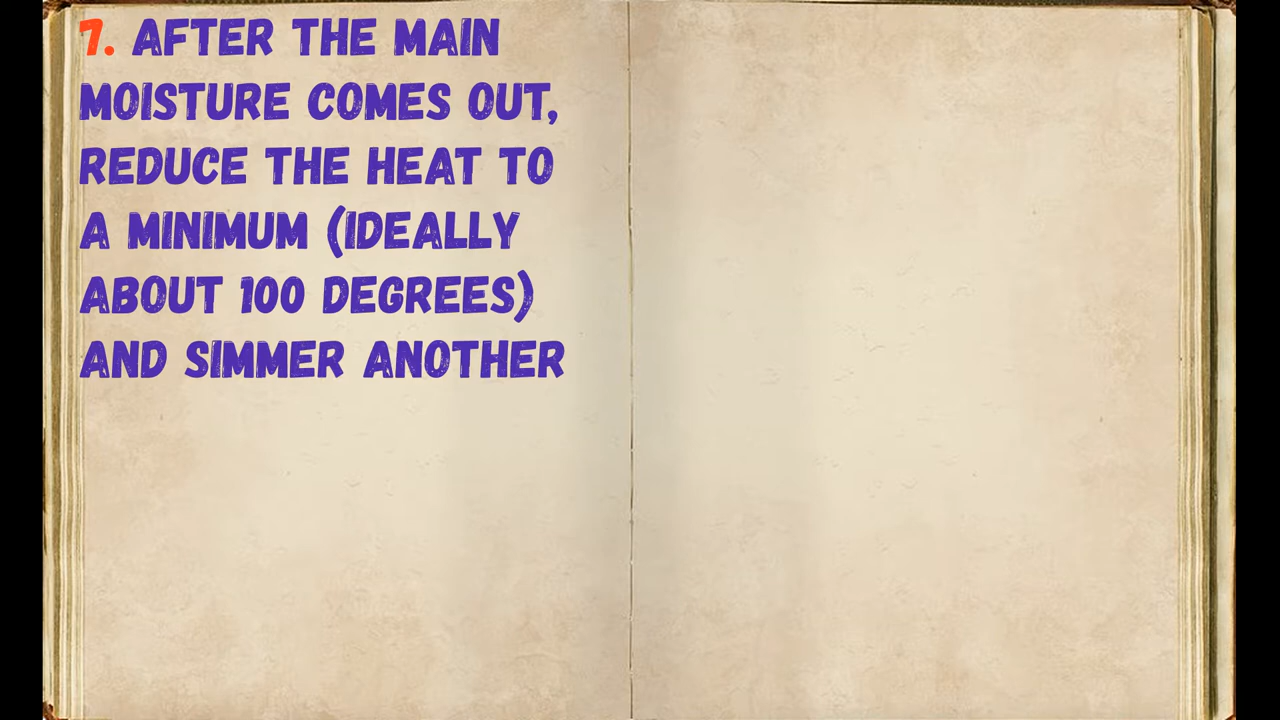 7. AFTER THE MAIN
MOISTURE COMES OUT,
REDUCE THE HEAT TO
A MINIMUM (IDEALLY
ABOUT 100 DEGREES)
AND SIMMER ANOTHER